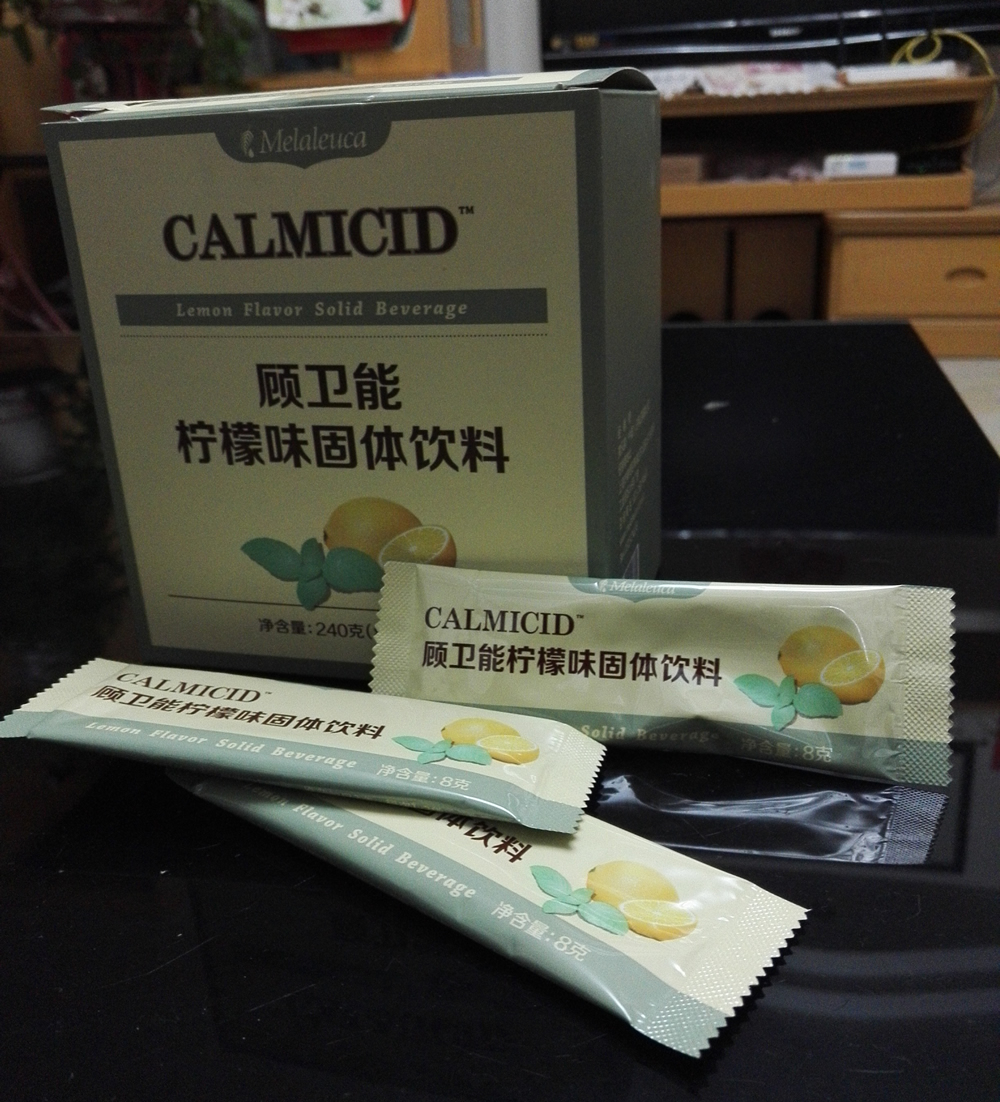 Melaleuca
CALMICID™
Lemon Flavor Solid Beverage
顾卫能
柠檬味固体饮料
净含量:240克(
Melaleuca
CALMICID™
顾卫能柠檬味固体饮料
Solid Beverage
净含量:8克
CALMICID™
顾卫能柠檬味固体饮料
Lemon Flavor Solid Beverage
净含量:8克
体饮料
Flavor Solid Beverage
净含量:8克